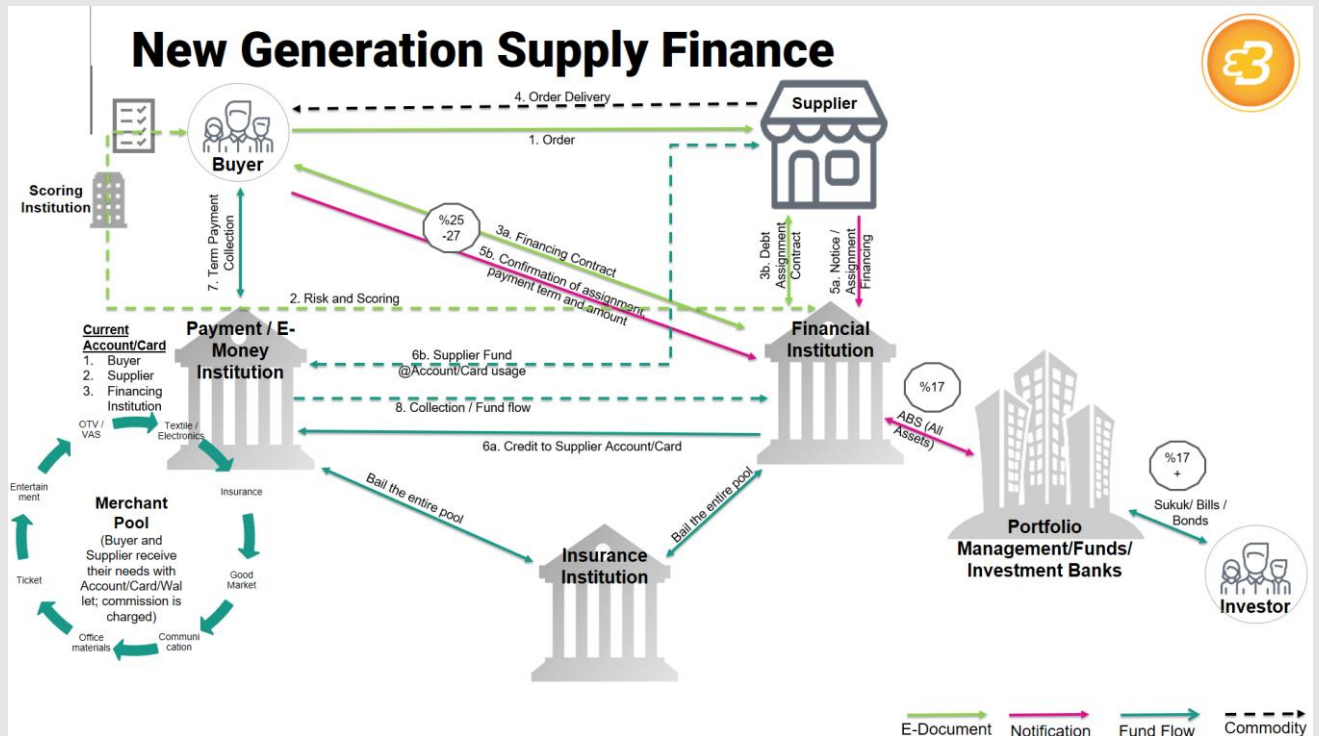 New Generation Supply Finance
ε3
4. Order Delivery
Supplier
1. Order
Buyer
Scoring
Institution
%25
-27
3a. Financing Contract
5b. Confirmation of assignment,
payment term and amount
3b. Debt
Assignment
Contract
5a. Notice /
Assignment
Financing
7. Term Payment
Collection
2. Risk and Scoring
Current
Account/Card
1. Buyer
2. Supplier
3. Financing
Institution
Payment / E-
Money
Institution
Financial
Institution
6b. Supplier Fund
@Account/Card usage
8. Collection / Fund flow
6a. Credit to Supplier Account/Card
%17
ABS (All
Assets)
%17
+
Sukuk/ Bills /
Bonds
Portfolio
Management/Funds/
Investment Banks
Investor
Bail the entire pool
Bail the entire pool
Insurance
Institution
OTV /
VAS
Textile /
Electronics
Insurance
Good
Market
Communi
cation
Office
materials
Ticket
Entertain
ment
Merchant
Pool
(Buyer and
Supplier receive
their needs with
Account/Card/Wal
let; commission is
charged)
E-Document
Notification
Fund Flow
Commodity